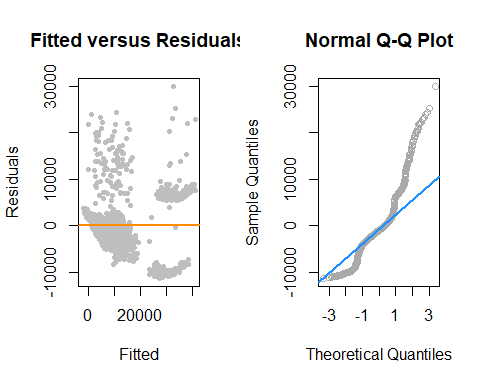 Fitted versus Residuals
Residuals
30000
10000
0
-10000
0
20000
Fitted
Normal Q-Q Plot
Sample Quantiles
30000
10000
0
-10000
-3
-1
1
3
Theoretical Quantiles